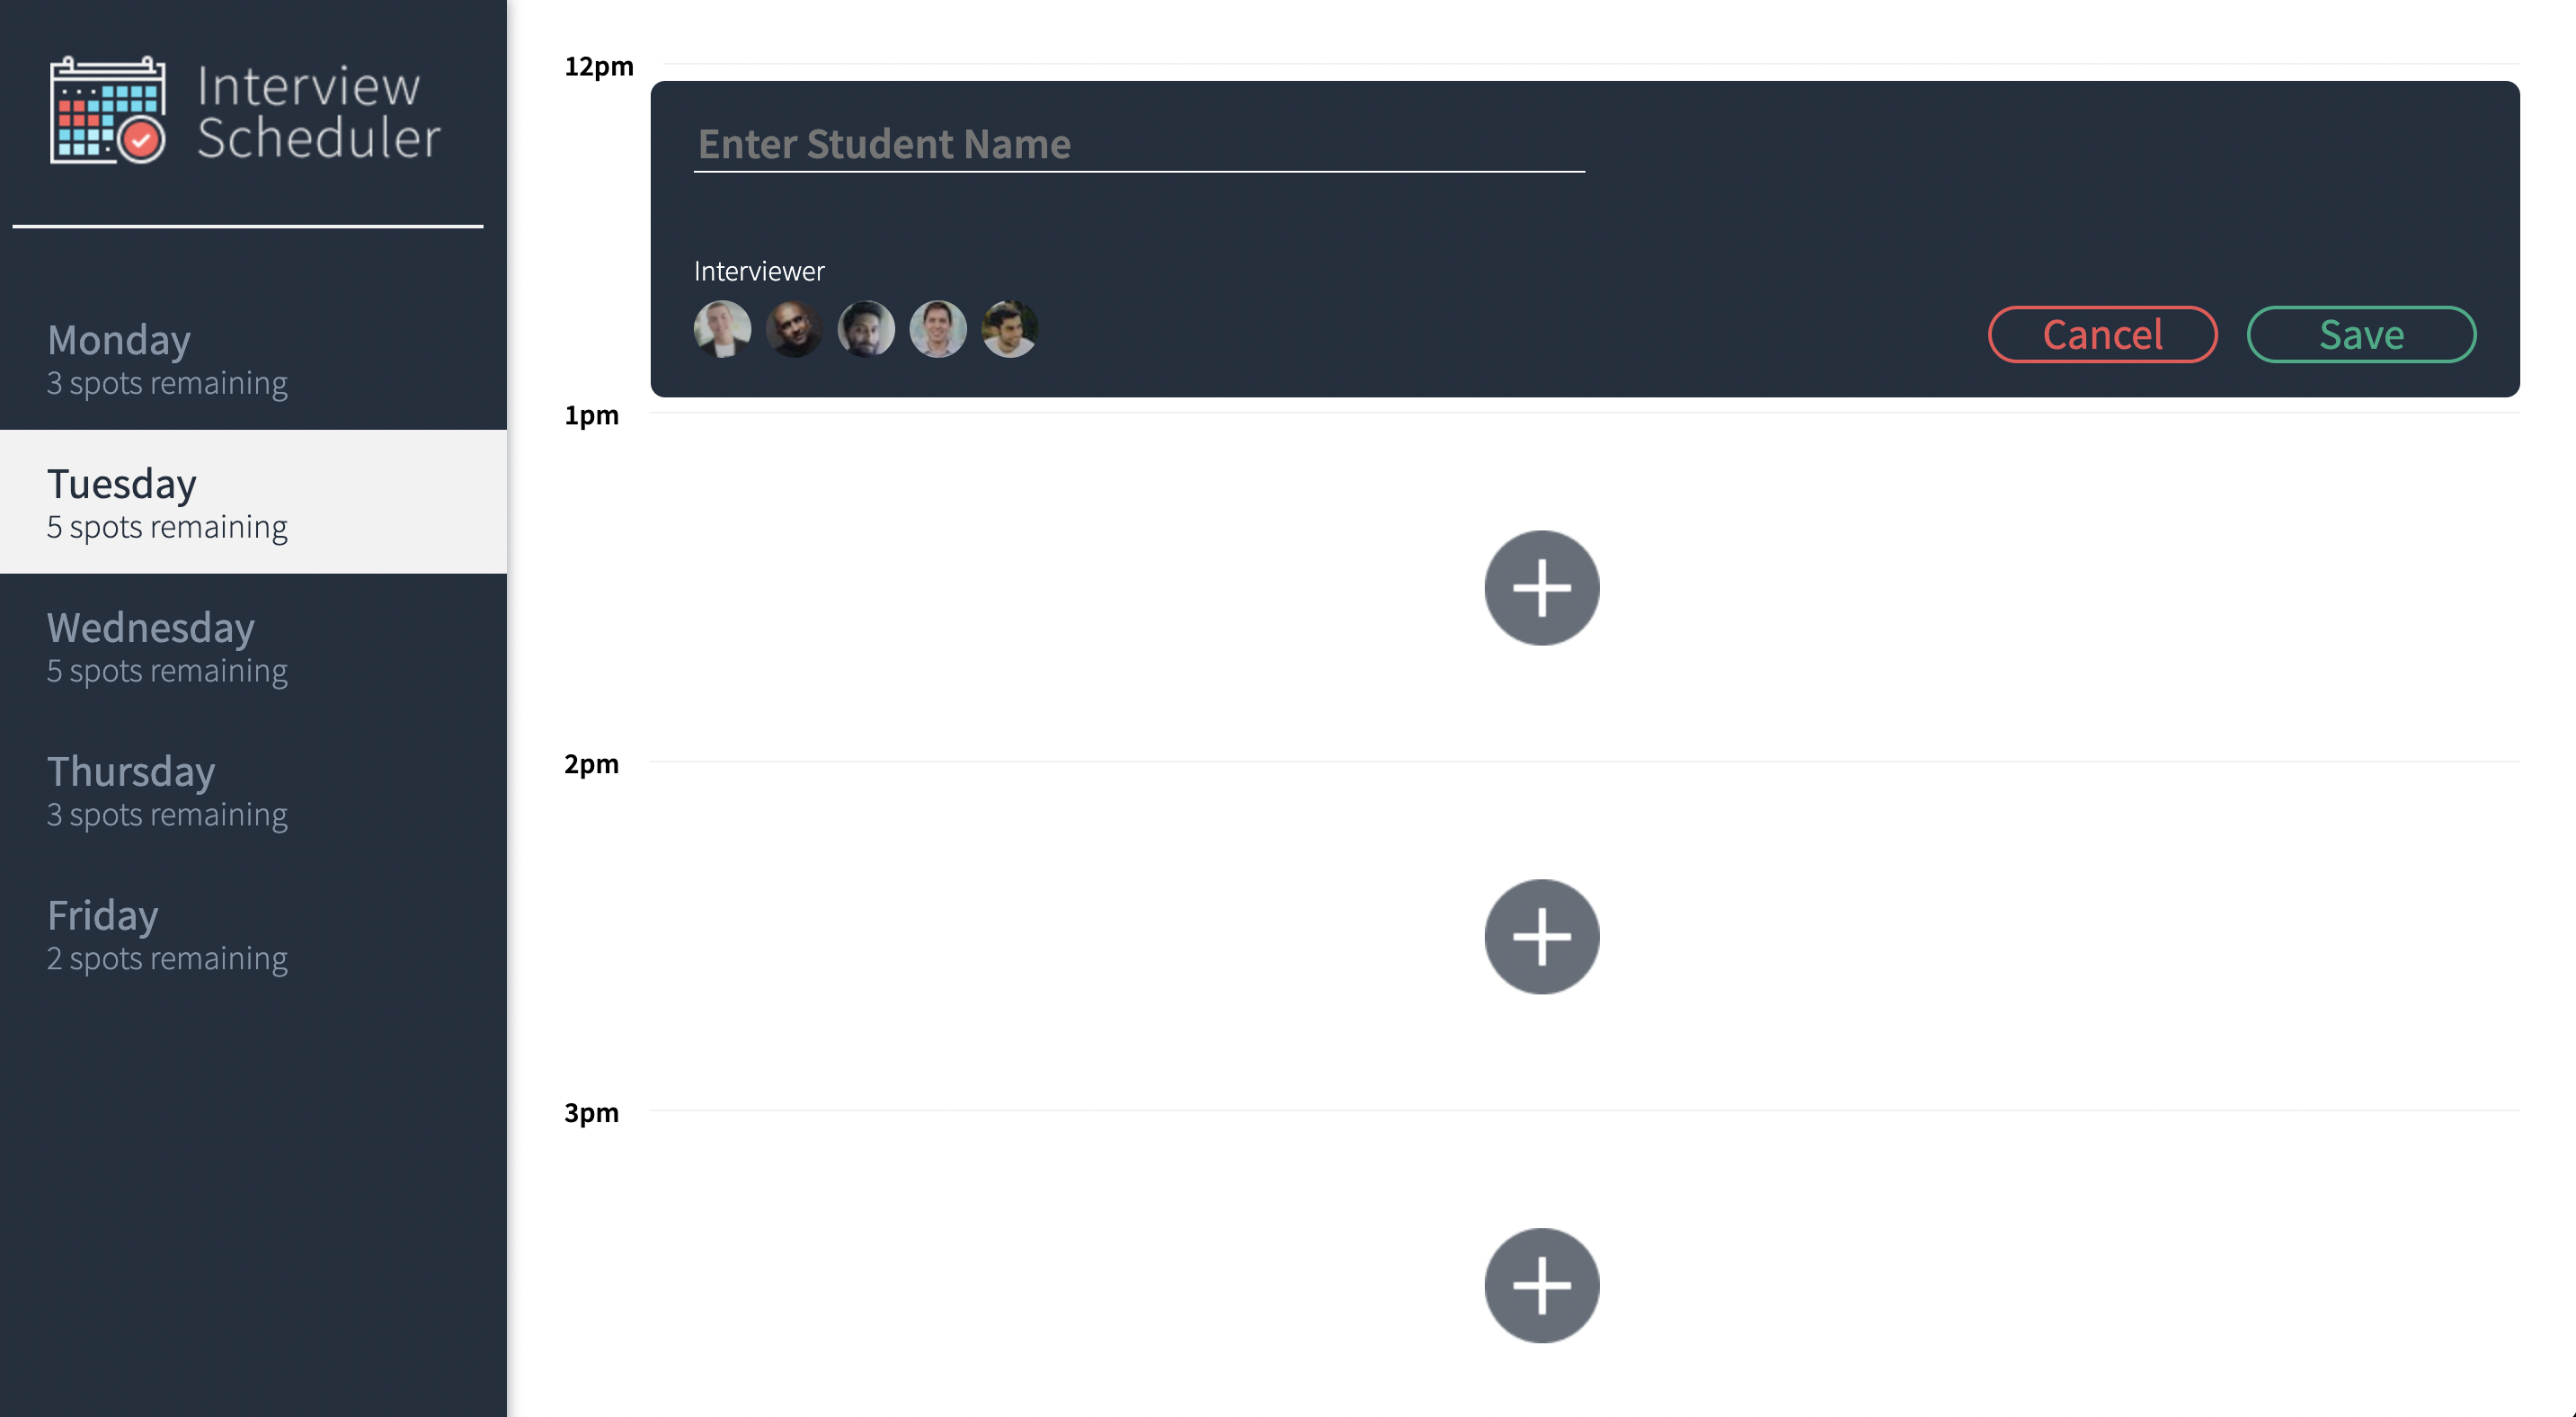 Interview
Scheduler
Monday
3 spots remaining
Tuesday
5 spots remaining
Wednesday
5 spots remaining
Thursday
3 spots remaining
Friday
2 spots remaining
12pm
Enter Student Name
Interviewer
Cancel
Save
1pm
2pm
3pm